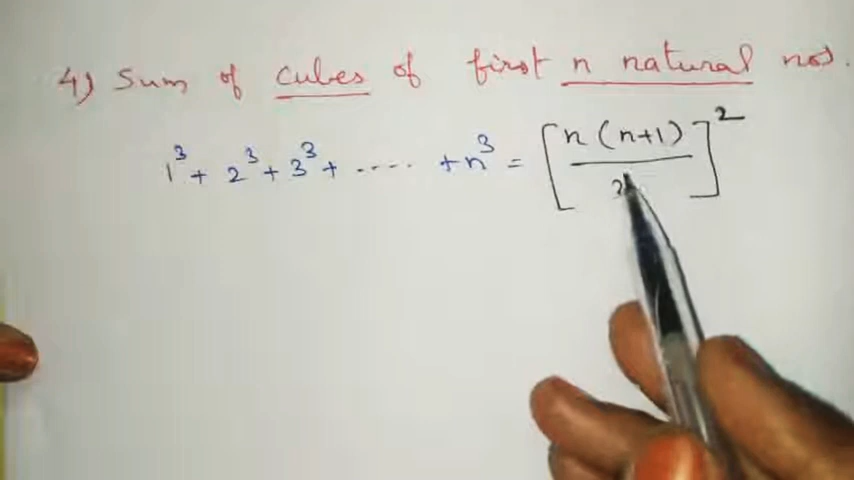 4) Sum of cubes of first n natural nos.
1³ + 2³ + 3³ + ..... + n³ = [n (n+1) / 2]²